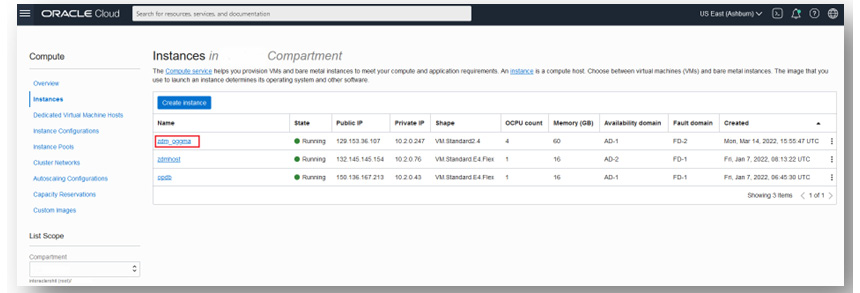 ORACLE Cloud
Search for resources, services, and documentation
US East (Ashburn)
Compute
Overview
Instances
Dedicated Virtual Machine Hosts
Instance Configurations
Instance Pools
Cluster Networks
Autoscaling Configurations
Capacity Reservations
Custom Images
List Scope
Compartment
Instances in Compartment
The Compute service helps you provision VMs and bare metal instances to meet your compute and application requirements. An instance is a compute host. Choose between virtual machines (VMs) and bare metal instances. The image that you
use to launch an instance determines its operating system and other software.
Create instance
Name State Public IP Private IP Shape OCPU count Memory (GB) Availability domain Fault domain Created
zdm_oggma Running 129.153.36.107 10.2.0.247 VM.Standard2.4 4 60 AD-1 FD-2 Mon, Mar 14, 2022, 15:55:47 UTC
zdmhost Running 132.145.145.154 10.2.0.76 VM.Standard.E4.Flex 1 16 AD-2 FD-1 Fri, Jan 7, 2022, 08:13:22 UTC
Running 150.136.167.213 10.2.0.43 VM.Standard.E4.Flex 1 16 AD-1 FD-1 Fri, Jan 7, 2022, 06:45:30 UTC
Showing 3 items 1 of 1